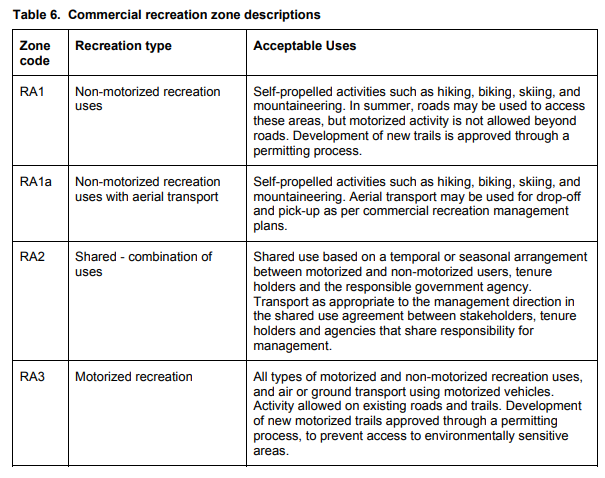 Table 6. Commercial recreation zone descriptions
Zone code
Recreation type
Acceptable Uses
RA1
Non-motorized recreation
uses
Self-propelled activities such as hiking, biking, skiing, and
mountaineering. In summer, roads may be used to access
these areas, but motorized activity is not allowed beyond
roads. Development of new trails is approved through a
permitting process.
RA1a
Non-motorized recreation
uses with aerial transport
Self-propelled activities such as hiking, biking, skiing, and
mountaineering. Aerial transport may be used for drop-off
and pick-up as per commercial recreation management
plans.
RA2
Shared - combination of
uses
Shared use based on a temporal or seasonal arrangement
between motorized and non-motorized users, tenure
holders and the responsible government agency.
Transport as appropriate to the management direction in
the shared use agreement between stakeholders, tenure
holders and agencies that share responsibility for
management.
RA3
Motorized recreation
All types of motorized and non-motorized recreation uses,
and air or ground transport using motorized vehicles.
Activity allowed on existing roads and trails. Development
of new motorized trails approved through a permitting
process, to prevent access to environmentally sensitive
areas.